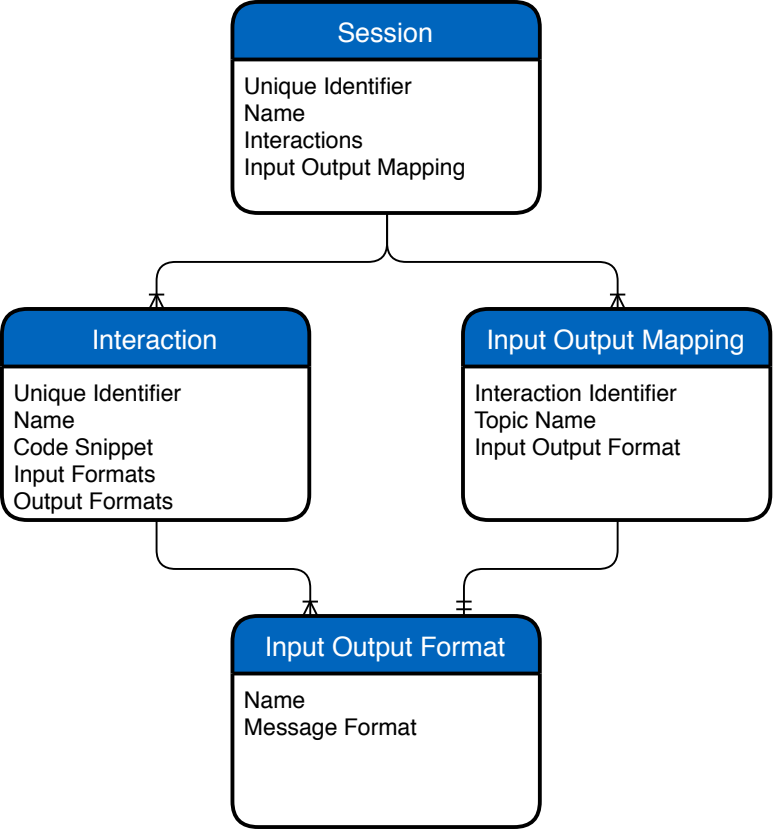 Session
Unique Identifier
Name
Interactions
Input Output Mapping
Interaction
Unique Identifier
Name
Code Snippet
Input Formats
Output Formats
Input Output Mapping
Interaction Identifier
Topic Name
Input Output Format
Input Output Format
Name
Message Format